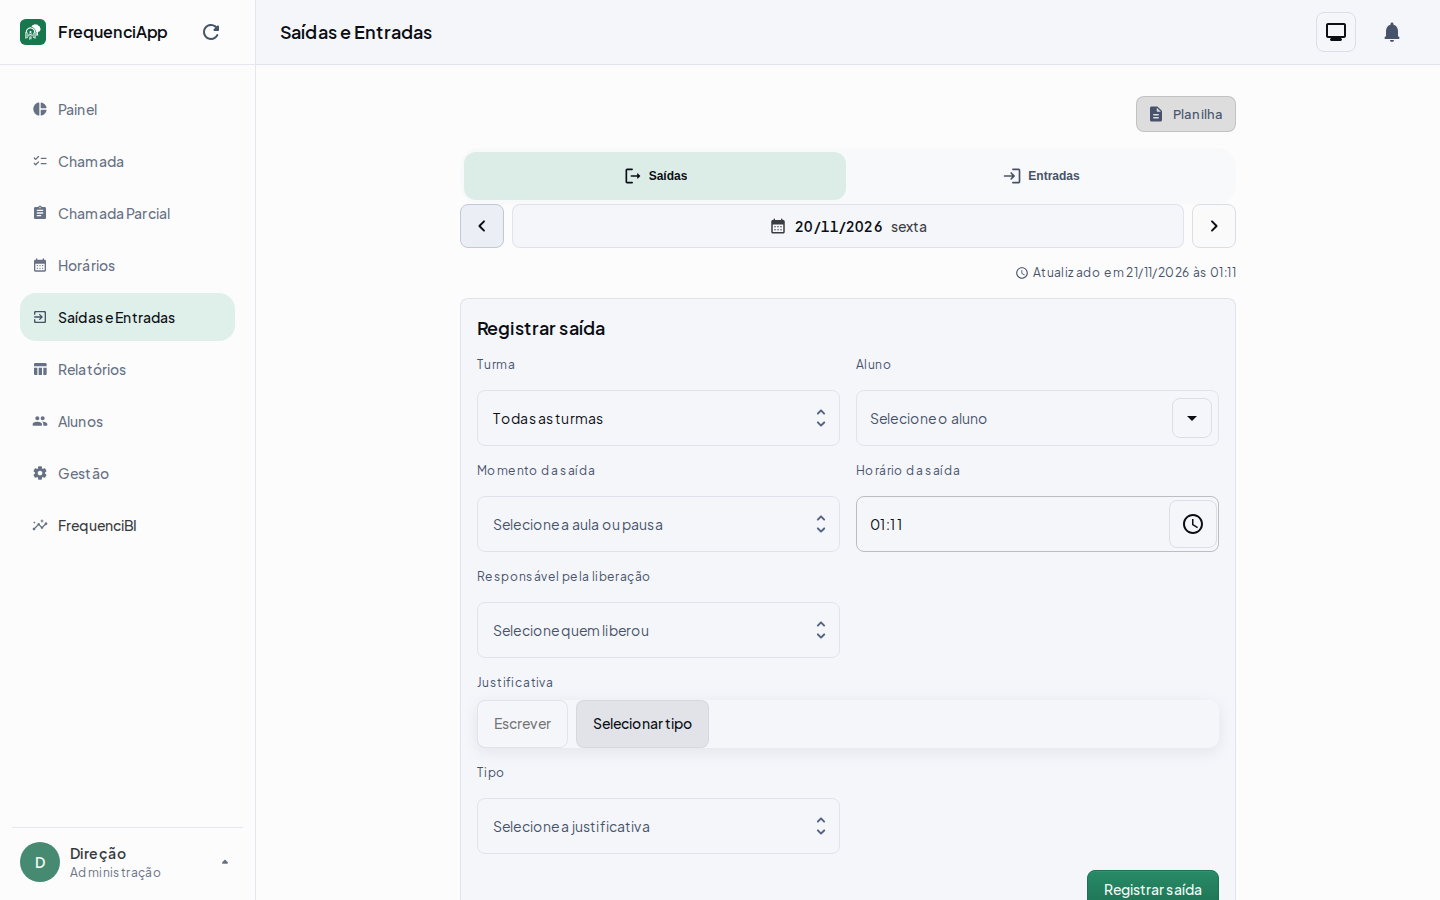 FrequenciApp
Saídas e Entradas
Painel
Chamada
Chamada Parcial
Horários
Saídas e Entradas
Relatórios
Alunos
Gestão
FrequenciBI
D
Direção
Administração
Planilha
Saídas
Entradas
20/11/2026 sexta
Atualizado em 21/11/2026 às 01:11
Registrar saída
Turma
Aluno
Todas as turmas
Selecione o aluno
Momento da saída
Horário da saída
Selecione a aula ou pausa
01:11
Responsável pela liberação
Selecione quem liberou
Justificativa
Escrever
Selecionar tipo
Tipo
Selecione a justificativa
Registrar saída